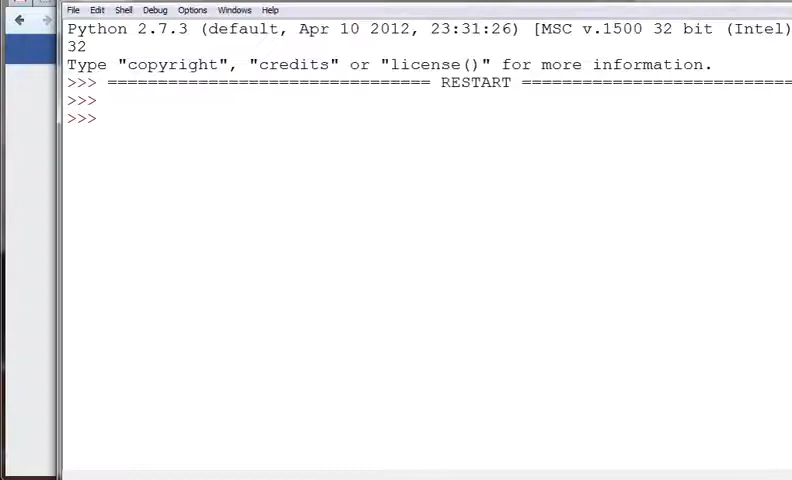 File Edit Shell Debug Options Windows Help
Python 2.7.3 (default, Apr 10 2012, 23:31:26) [MSC v.1500 32 bit (Intel)
32
Type "copyright", "credits" or "license()" for more information.
>>> ================================ RESTART ===========================
>>>
>>>